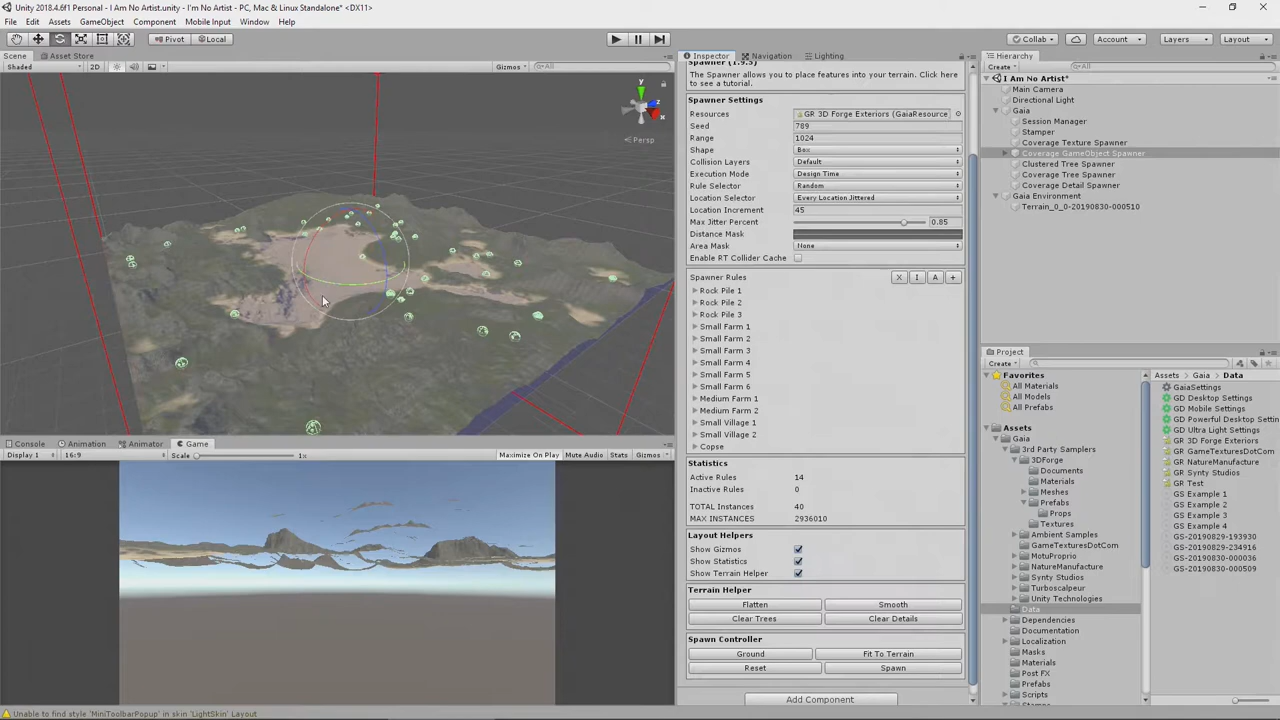 Unity 2018.4.6f1 Personal - I Am No Artist.unity - I'm No Artist - PC, Mac & Linux Standalone* <DX11>
File Edit Assets GameObject Component Mobile Input Window Help
Pivot Local Collab Account Layers Layout
Scene Asset Store Inspector Navigation Lighting Hierarchy
Shaded 2D Gizmos All
Create All
Spawner (1.9.5)
The Spawner allows you to place features into your terrain. Click here
to see a tutorial.
Spawner Settings
Resources GR 3D Forge Exteriors (GaiaResource
Seed 789
Range 1024
Shape Box
Collision Layers Default
Execution Mode Design Time
Rule Selector Random
Location Selector Every Location Jittered
Location Increment 45
Max Jitter Percent 0.85
Distance Mask
Area Mask None
Enable RT Collider Cache
Spawner Rules X I A +
Rock Pile 1
Rock Pile 2
Rock Pile 3
Small Farm 1
Small Farm 2
Small Farm 3
Small Farm 4
Small Farm 5
Small Farm 6
Medium Farm 1
Medium Farm 2
Small Village 1
Small Village 2
Copse
Statistics
Active Rules 14
Inactive Rules 0
TOTAL Instances 40
MAX INSTANCES 2936010
Layout Helpers
Show Gizmos
Show Statistics
Show Terrain Helper
Terrain Helper
Flatten Smooth
Clear Trees Clear Details
Spawn Controller
Ground Fit To Terrain
Reset Spawn
Add Component
I Am No Artist*
Main Camera
Directional Light
Gaia
Session Manager
Stamper
Coverage Texture Spawner
Coverage GameObject Spawner
Clustered Tree Spawner
Coverage Tree Spawner
Coverage Detail Spawner
Gaia Environment
Terrain_0_0-20190830-000510
y
z
x
Persp
Console Animation Animator Game
Display 1 16:9 Scale 1x Maximize On Play Mute Audio Stats Gizmos
Project
Create
Favorites
All Materials
All Models
All Prefabs
Assets
Gaia
3rd Party Samplers
3DForge
Documents
Materials
Meshes
Prefabs
Props
Textures
Ambient Samples
GameTexturesDotCom
MotuProprio
NatureManufacture
Synty Studios
Turboscalpeur
Unity Technologies
Data
Dependencies
Documentation
Localization
Masks
Materials
Post FX
Prefabs
Scripts
Assets Gaia Data
GaiaSettings
GD Desktop Settings
GD Mobile Settings
GD Powerful Desktop Settin
GD Ultra Light Settings
GR 3D Forge Exteriors
GR GameTexturesDotCom
GR NatureManufacture
GR Synty Studios
GR Test
GS Example 1
GS Example 2
GS Example 3
GS Example 4
GS-20190829-193930
GS-20190829-234916
GS-20190830-000036
GS-20190830-000509
Unable to find style 'MiniToolbarPopup' in skin 'LightSkin' Layout